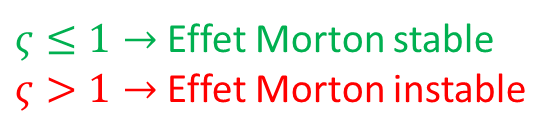 ς ≤ 1 → Effet Morton stable
ς > 1 → Effet Morton instable